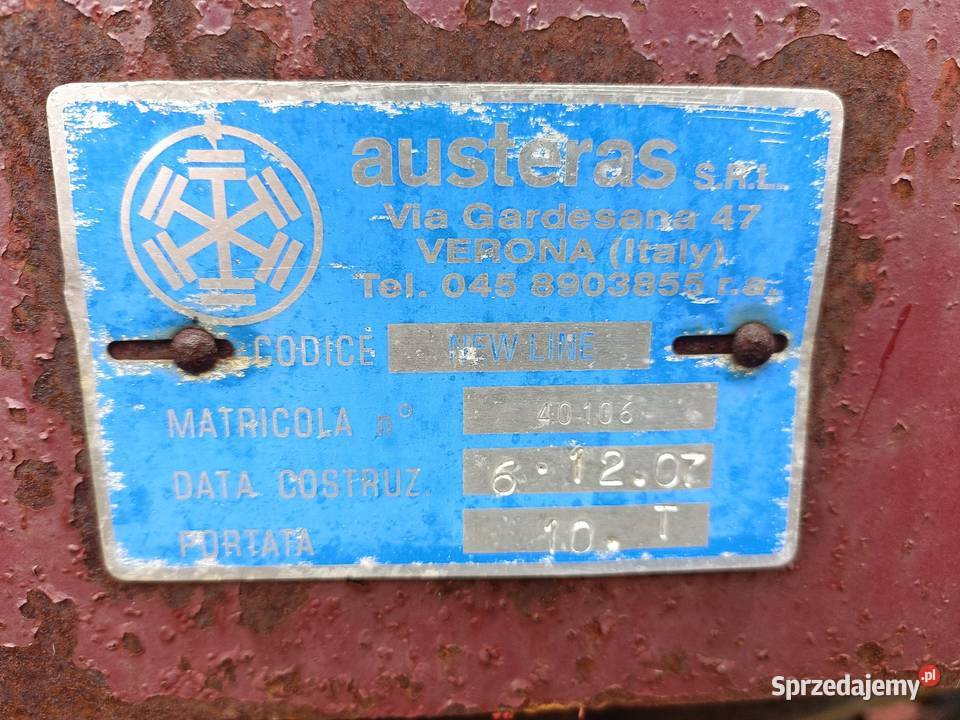 austeras S.R.L.
Via Gardesana 47
VERONA (Italy)
Tel. 045 8903855 r.a.
CODICE NEW LINE
MATRICOLA n° 40106
DATA COSTRUZ. 6·12.07
PORTATA 10. T
Sprzedajemy.pl